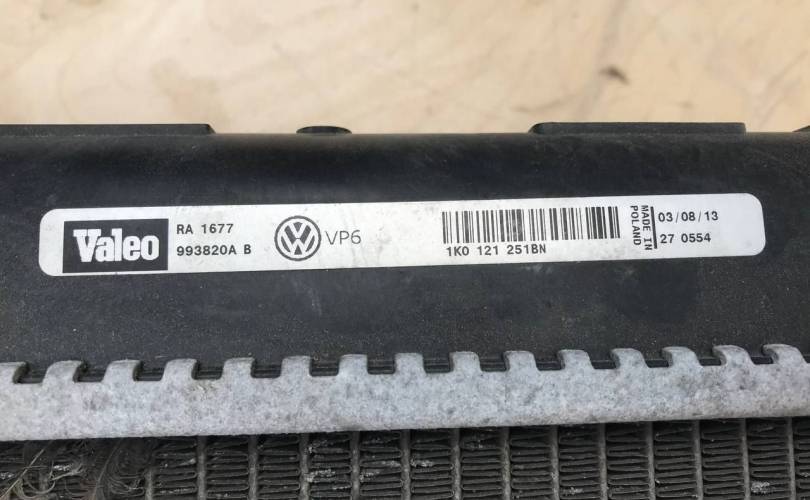 Valeo
RA 1677
993820A B
VP6
1K0 121 251BN
MADE IN
POLAND
03/08/13
27 0554